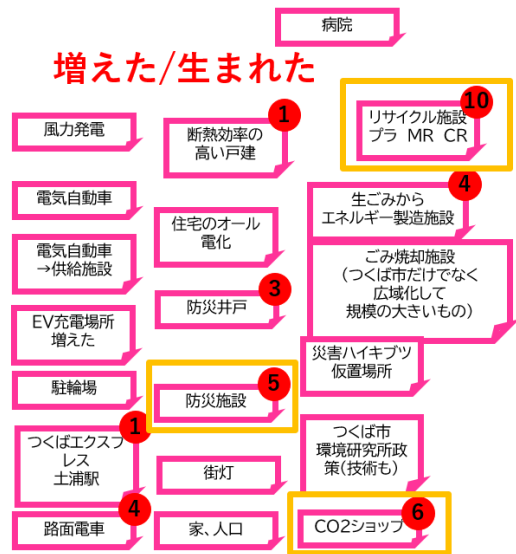 病院
増えた/生まれた
風力発電
電気自動車
電気自動車
→供給施設
EV充電場所
増えた
駐輪場
つくばエクスプ
レス
土浦駅
1
路面電車
4
断熱効率の
高い戸建
1
住宅のオール
電化
防災井戸
3
防災施設
5
街灯
家、人口
リサイクル施設
プラ MR CR
10
生ごみから
エネルギー製造施設
4
ごみ焼却施設
(つくば市だけでなく
広域化して
規模の大きいもの)
災害ハイキブツ
仮置場所
つくば市
環境研究所政
策(技術も)
CO2ショップ
6